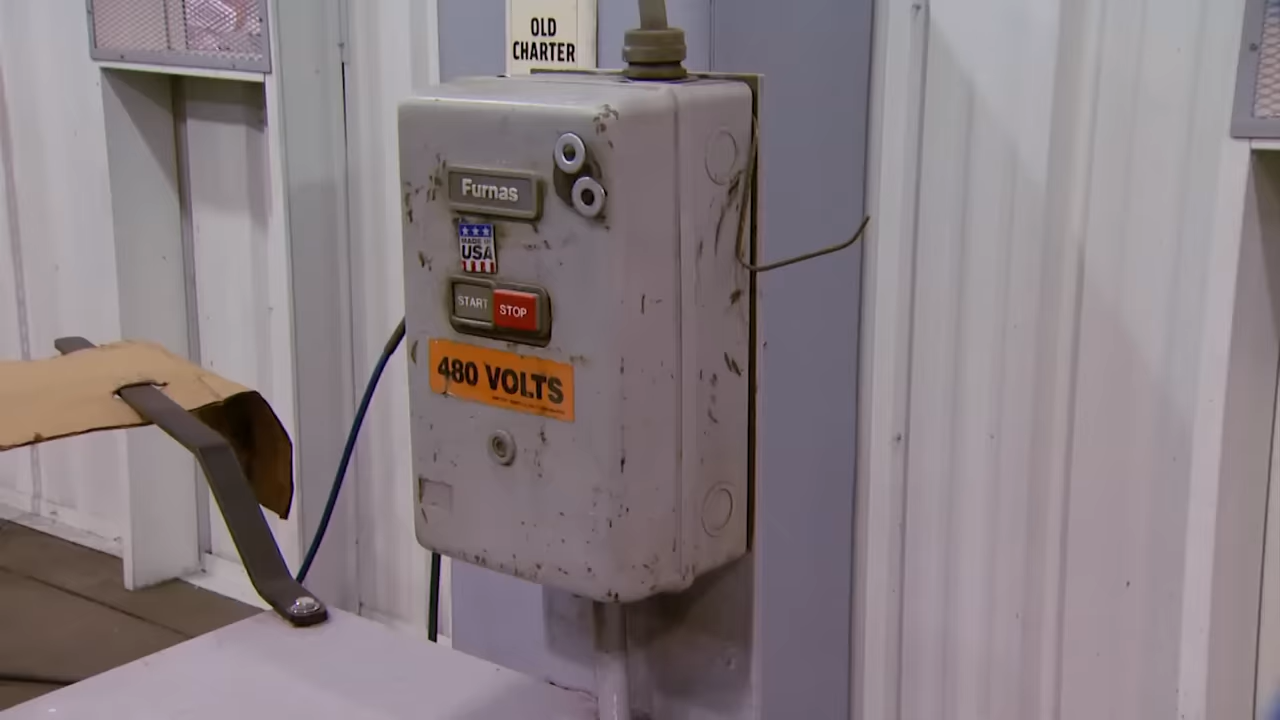 OLD
CHARTER
Furnas
MADE IN
USA
START STOP
480 VOLTS